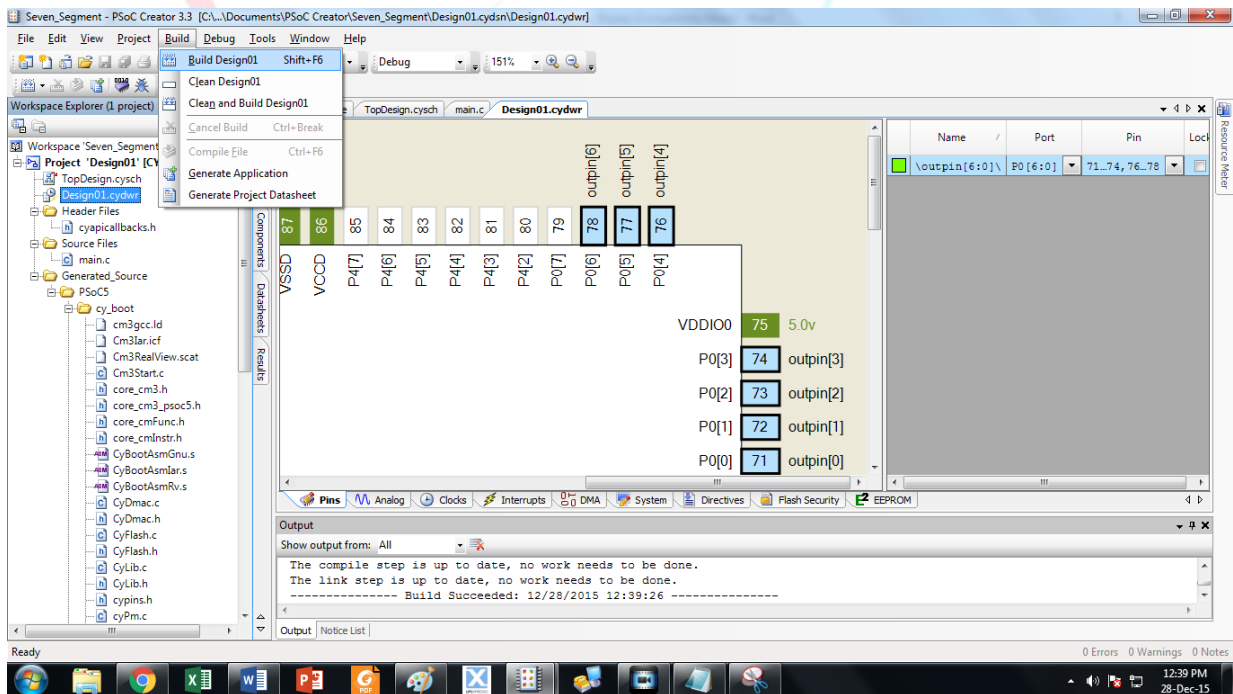 Seven_Segment - PSoC Creator 3.3 [C:\...\Documents\PSoC Creator\Seven_Segment\Design01.cydsn\Design01.cydwr]
File Edit View Project Build Debug Tools Window Help
Debug 151%
Build Design01 Shift+F6
Clean Design01
Clean and Build Design01
Cancel Build Ctrl+Break
Compile File Ctrl+F6
Generate Application
Generate Project Datasheet
Workspace Explorer (1 project)
Workspace 'Seven_Segment
Project 'Design01' [CY
TopDesign.cysch
Design01.cydwr
Header Files
cyapicallbacks.h
Source Files
main.c
Generated_Source
PSoC5
cy_boot
cm3gcc.ld
Cm3Iar.icf
Cm3RealView.scat
Cm3Start.c
core_cm3.h
core_cm3_psoc5.h
core_cmFunc.h
core_cmInstr.h
CyBootAsmGnu.s
CyBootAsmIar.s
CyBootAsmRv.s
CyDmac.c
CyDmac.h
CyFlash.c
CyFlash.h
CyLib.c
CyLib.h
cypins.h
cyPm.c
Components
Datasheets
Results
TopDesign.cysch main.c Design01.cydwr
outpin[6] outpin[5] outpin[4]
87 86 85 84 83 82 81 80 79 78 77 76
VSSD VCCD P4[7] P4[6] P4[5] P4[4] P4[3] P4[2] P0[7] P0[6] P0[5] P0[4]
VDDIO0 75 5.0v
P0[3] 74 outpin[3]
P0[2] 73 outpin[2]
P0[1] 72 outpin[1]
P0[0] 71 outpin[0]
Name / Port Pin Lock
\outpin[6:0]\ P0[6:0] 71..74,76..78
Resource Meter
Pins Analog Clocks Interrupts DMA System Directives Flash Security EEPROM
Output
Show output from: All
The compile step is up to date, no work needs to be done.
The link step is up to date, no work needs to be done.
--------------- Build Succeeded: 12/28/2015 12:39:26 ---------------
Output Notice List
Ready 0 Errors 0 Warnings 0 Notes
12:39 PM
28-Dec-15